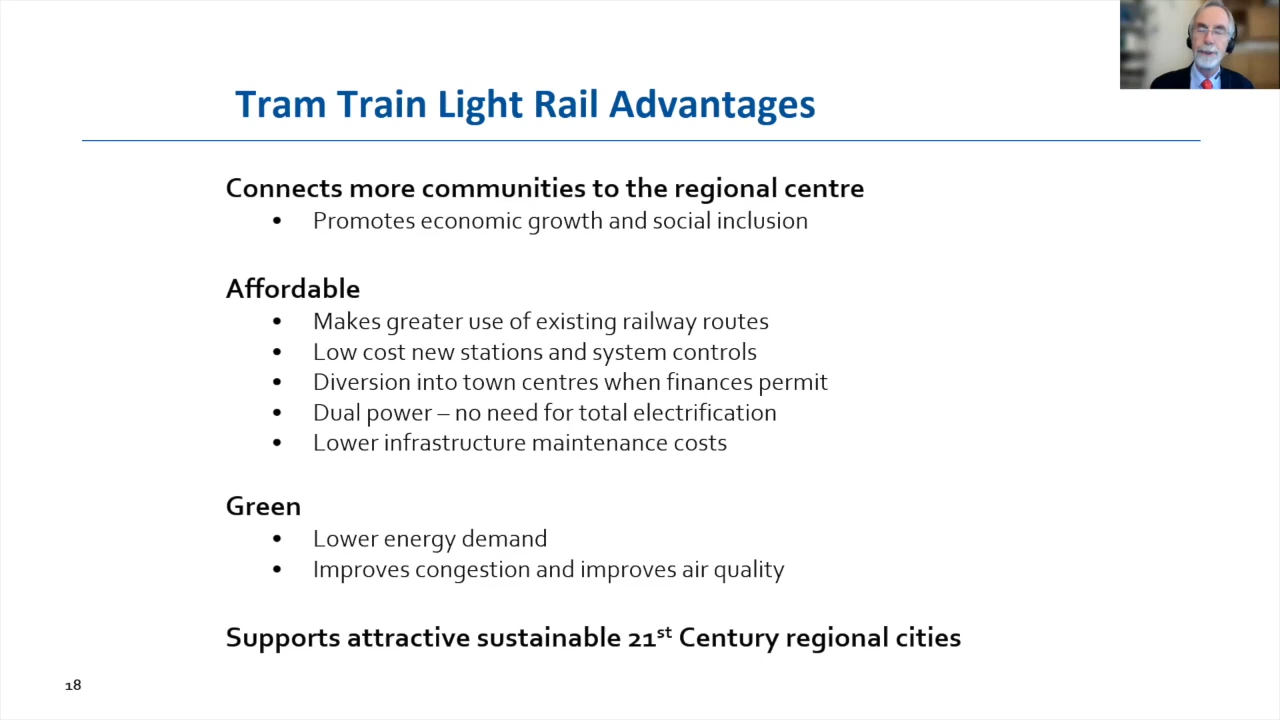 Tram Train Light Rail Advantages
Connects more communities to the regional centre
• Promotes economic growth and social inclusion
Affordable
• Makes greater use of existing railway routes
• Low cost new stations and system controls
• Diversion into town centres when finances permit
• Dual power – no need for total electrification
• Lower infrastructure maintenance costs
Green
• Lower energy demand
• Improves congestion and improves air quality
Supports attractive sustainable 21st Century regional cities
18